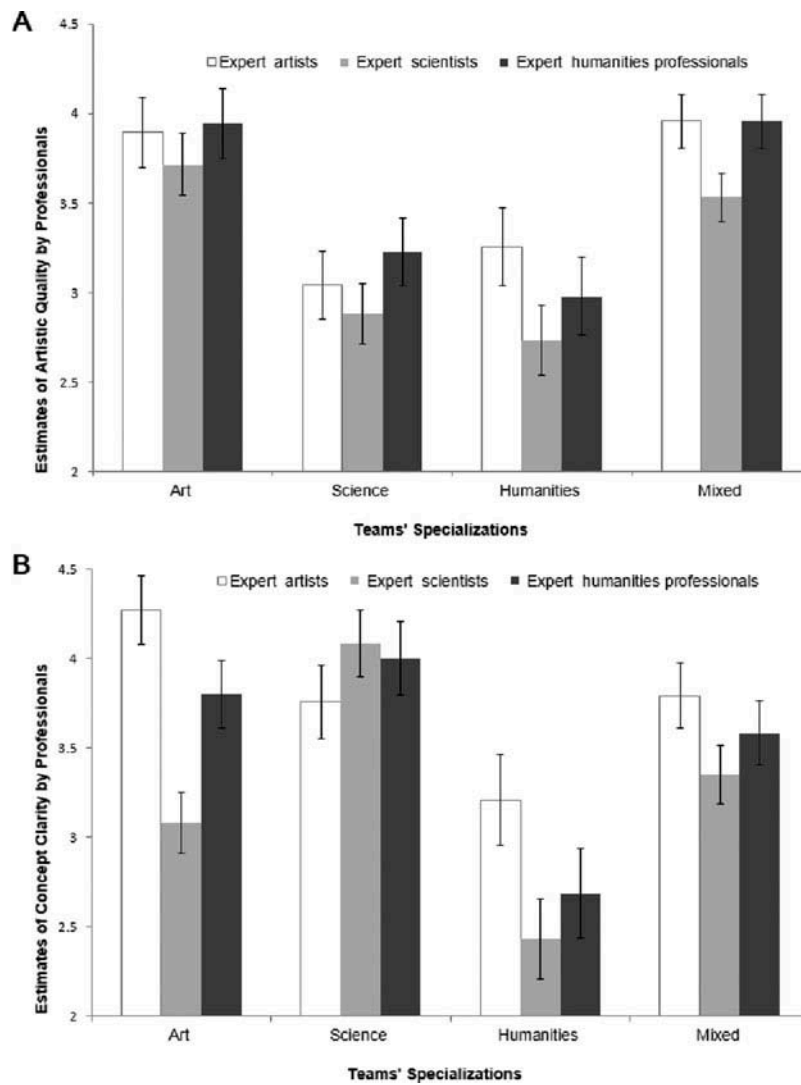 A
4.5
Expert artists Expert scientists Expert humanities professionals
4
3.5
3
2.5
2
Estimates of Artistic Quality by Professionals
Art Science Humanities Mixed
Teams' Specializations
B
4.5
Expert artists Expert scientists Expert humanities professionals
4
3.5
3
2.5
2
Estimates of Concept Clarity by Professionals
Art Science Humanities Mixed
Teams' Specializations